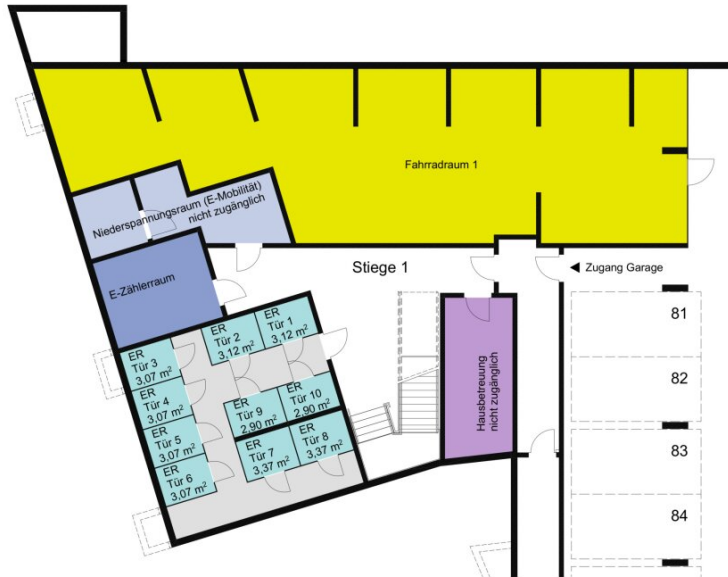 Fahrradraum 1
Niederspannungsraum (E-Mobilität)
nicht zugänglich
E-Zählerraum
Stiege 1
Zugang Garage
81
82
83
84
Hausbetreuung
nicht zugänglich
ER
Tür 1
3,12 m²
ER
Tür 2
3,12 m²
ER
Tür 3
3,07 m²
ER
Tür 4
3,07 m²
ER
Tür 5
3,07 m²
ER
Tür 6
3,07 m²
ER
Tür 9
2,90 m²
ER
Tür 10
2,90 m²
ER
Tür 7
3,37 m²
ER
Tür 8
3,37 m²